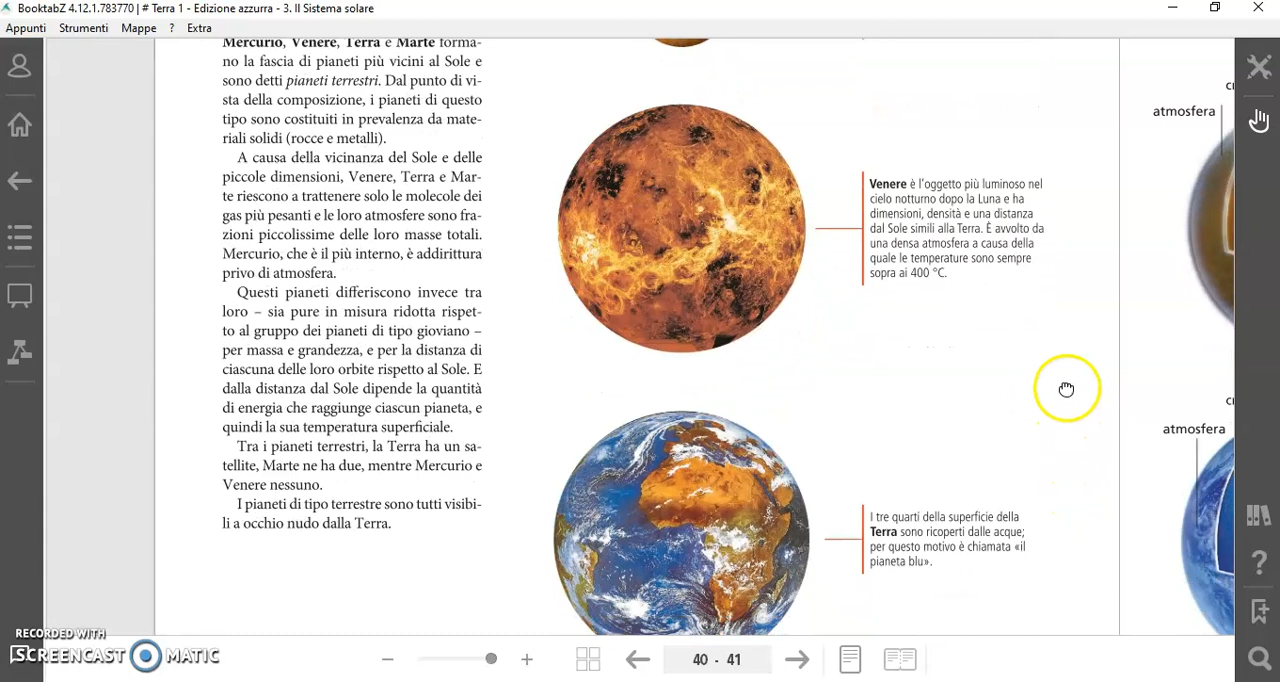 BooktabZ 4.12.1.783770 | # Terra 1 - Edizione azzurra - 3. Il Sistema solare
Appunti Strumenti Mappe ? Extra
Mercurio, Venere, Terra e Marte forma-
no la fascia di pianeti più vicini al Sole e
sono detti pianeti terrestri. Dal punto di vi-
sta della composizione, i pianeti di questo
tipo sono costituiti in prevalenza da mate-
riali solidi (rocce e metalli).
A causa della vicinanza del Sole e delle
piccole dimensioni, Venere, Terra e Mar-
te riescono a trattenere solo le molecole dei
gas più pesanti e le loro atmosfere sono fra-
zioni piccolissime delle loro masse totali.
Mercurio, che è il più interno, è addirittura
privo di atmosfera.
Questi pianeti differiscono invece tra
loro – sia pure in misura ridotta rispet-
to al gruppo dei pianeti di tipo gioviano –
per massa e grandezza, e per la distanza di
ciascuna delle loro orbite rispetto al Sole. E
dalla distanza dal Sole dipende la quantità
di energia che raggiunge ciascun pianeta, e
quindi la sua temperatura superficiale.
Tra i pianeti terrestri, la Terra ha un sa-
tellite, Marte ne ha due, mentre Mercurio e
Venere nessuno.
I pianeti di tipo terrestre sono tutti visibi-
li a occhio nudo dalla Terra.
Venere è l'oggetto più luminoso nel
cielo notturno dopo la Luna e ha
dimensioni, densità e una distanza
dal Sole simili alla Terra. È avvolto da
una densa atmosfera a causa della
quale le temperature sono sempre
sopra ai 400 °C.
I tre quarti della superficie della
Terra sono ricoperti dalle acque;
per questo motivo è chiamata «il
pianeta blu».
atmosfera
atmosfera
RECORDED WITH
SCREENCAST MATIC
40 - 41